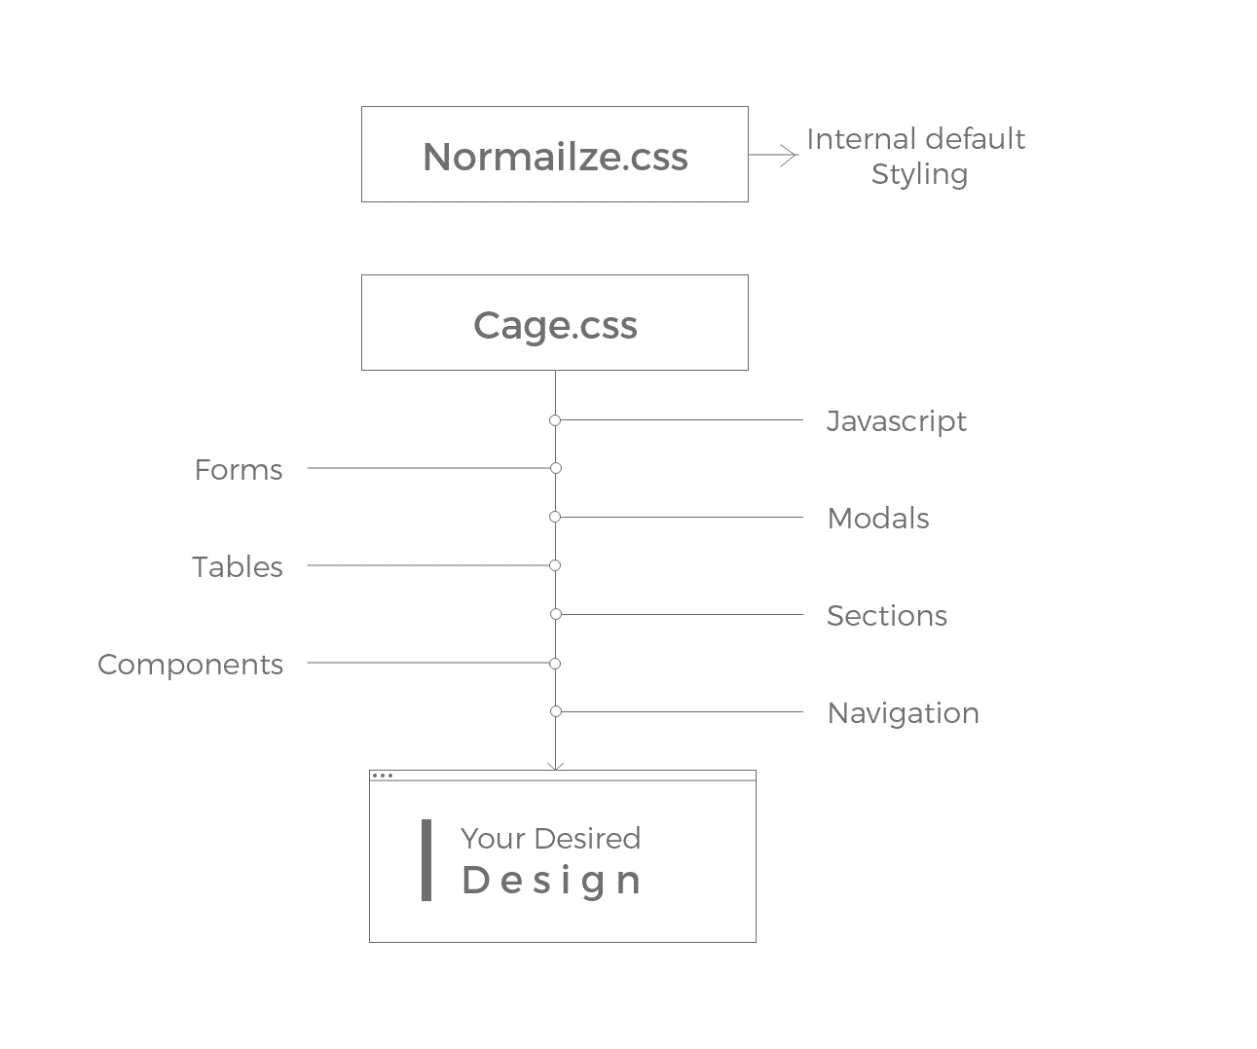 Normailze.css
Internal default
Styling
Cage.css
Javascript
Forms
Modals
Tables
Sections
Components
Navigation
Your Desired
Design